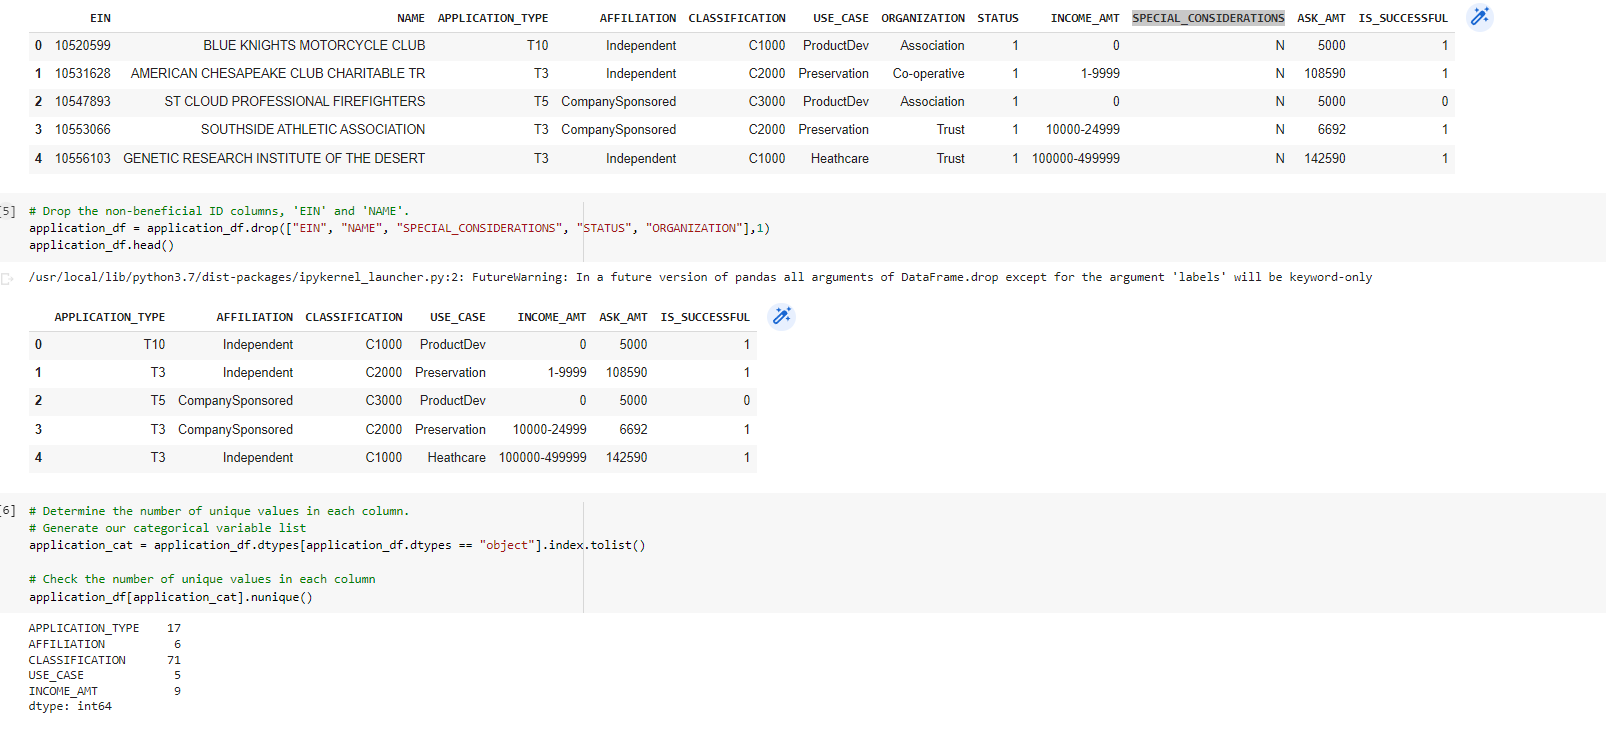 EIN NAME APPLICATION_TYPE AFFILIATION CLASSIFICATION USE_CASE ORGANIZATION STATUS INCOME_AMT SPECIAL_CONSIDERATIONS ASK_AMT IS_SUCCESSFUL
0 10520599 BLUE KNIGHTS MOTORCYCLE CLUB T10 Independent C1000 ProductDev Association 1 0 N 5000 1
1 10531628 AMERICAN CHESAPEAKE CLUB CHARITABLE TR T3 Independent C2000 Preservation Co-operative 1 1-9999 N 108590 1
2 10547893 ST CLOUD PROFESSIONAL FIREFIGHTERS T5 CompanySponsored C3000 ProductDev Association 1 0 N 5000 0
3 10553066 SOUTHSIDE ATHLETIC ASSOCIATION T3 CompanySponsored C2000 Preservation Trust 1 10000-24999 N 6692 1
4 10556103 GENETIC RESEARCH INSTITUTE OF THE DESERT T3 Independent C1000 Heathcare Trust 1 100000-499999 N 142590 1
[5] # Drop the non-beneficial ID columns, 'EIN' and 'NAME'.
application_df = application_df.drop(["EIN", "NAME", "SPECIAL_CONSIDERATIONS", "STATUS", "ORGANIZATION"],1)
application_df.head()
/usr/local/lib/python3.7/dist-packages/ipykernel_launcher.py:2: FutureWarning: In a future version of pandas all arguments of DataFrame.drop except for the argument 'labels' will be keyword-only
APPLICATION_TYPE AFFILIATION CLASSIFICATION USE_CASE INCOME_AMT ASK_AMT IS_SUCCESSFUL
0 T10 Independent C1000 ProductDev 0 5000 1
1 T3 Independent C2000 Preservation 1-9999 108590 1
2 T5 CompanySponsored C3000 ProductDev 0 5000 0
3 T3 CompanySponsored C2000 Preservation 10000-24999 6692 1
4 T3 Independent C1000 Heathcare 100000-499999 142590 1
[6] # Determine the number of unique values in each column.
# Generate our categorical variable list
application_cat = application_df.dtypes[application_df.dtypes == "object"].index.tolist()
# Check the number of unique values in each column
application_df[application_cat].nunique()
APPLICATION_TYPE 17
AFFILIATION 6
CLASSIFICATION 71
USE_CASE 5
INCOME_AMT 9
dtype: int64